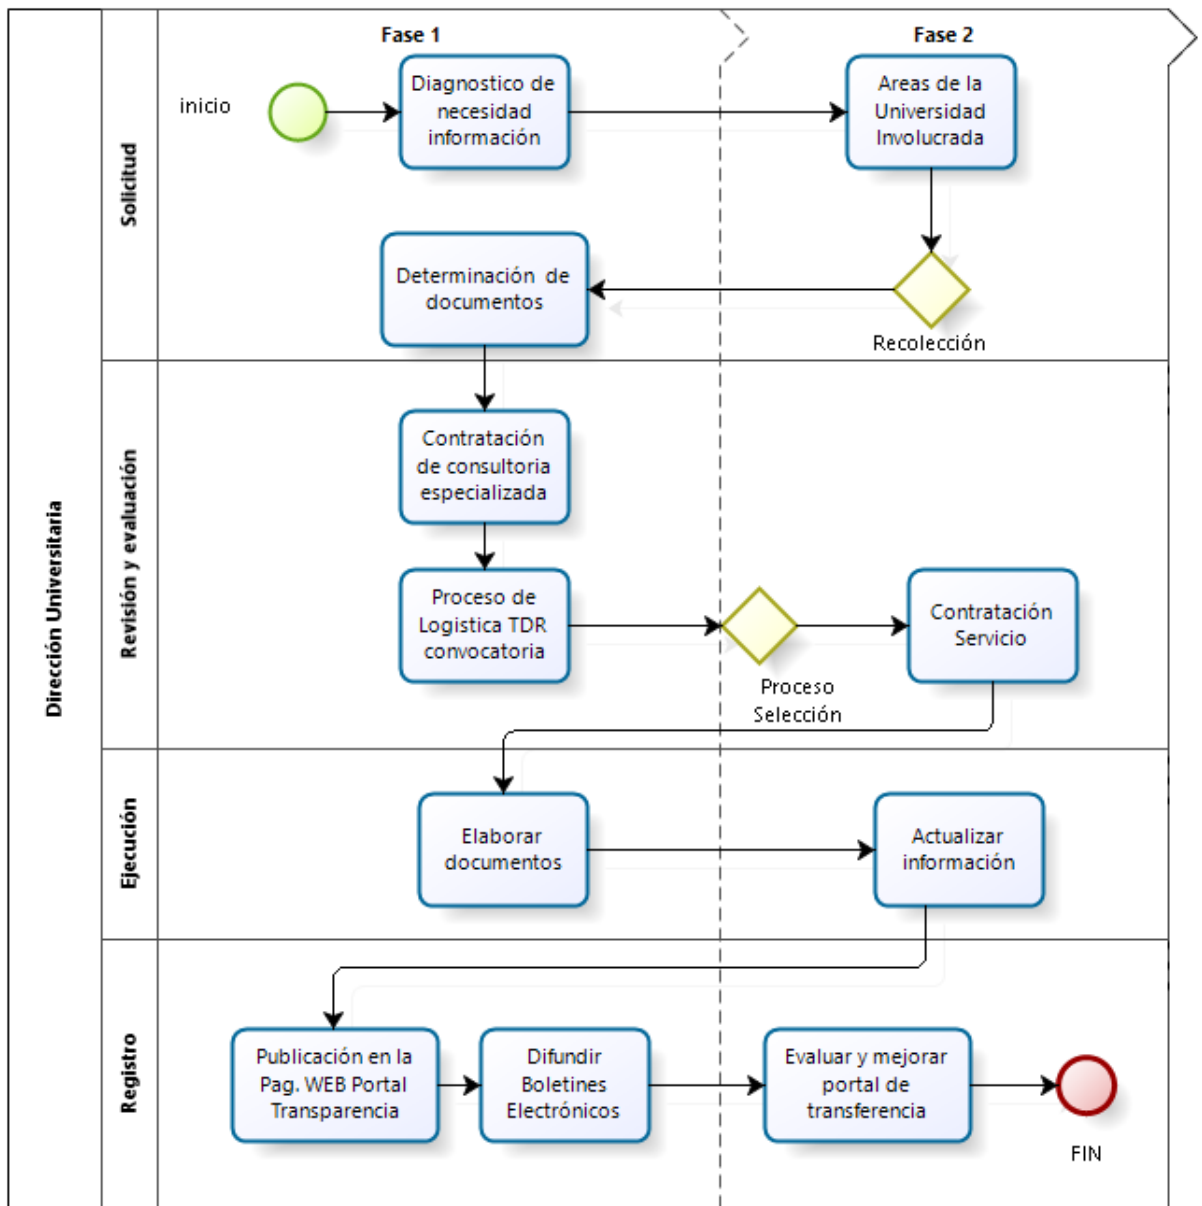 Fase 1
Fase 2
Dirección Universitaria
Solicitud
inicio
Diagnostico de
necesidad
información
Areas de la
Universidad
Involucrada
Determinación de
documentos
Recolección
Revisión y evaluación
Contratación
de consultoria
especializada
Proceso de
Logistica TDR
convocatoria
Proceso
Selección
Contratación
Servicio
Ejecución
Elaborar
documentos
Actualizar
información
Registro
Publicación en la
Pag. WEB Portal
Transparencia
Difundir
Boletines
Electrónicos
Evaluar y mejorar
portal de
transferencia
FIN